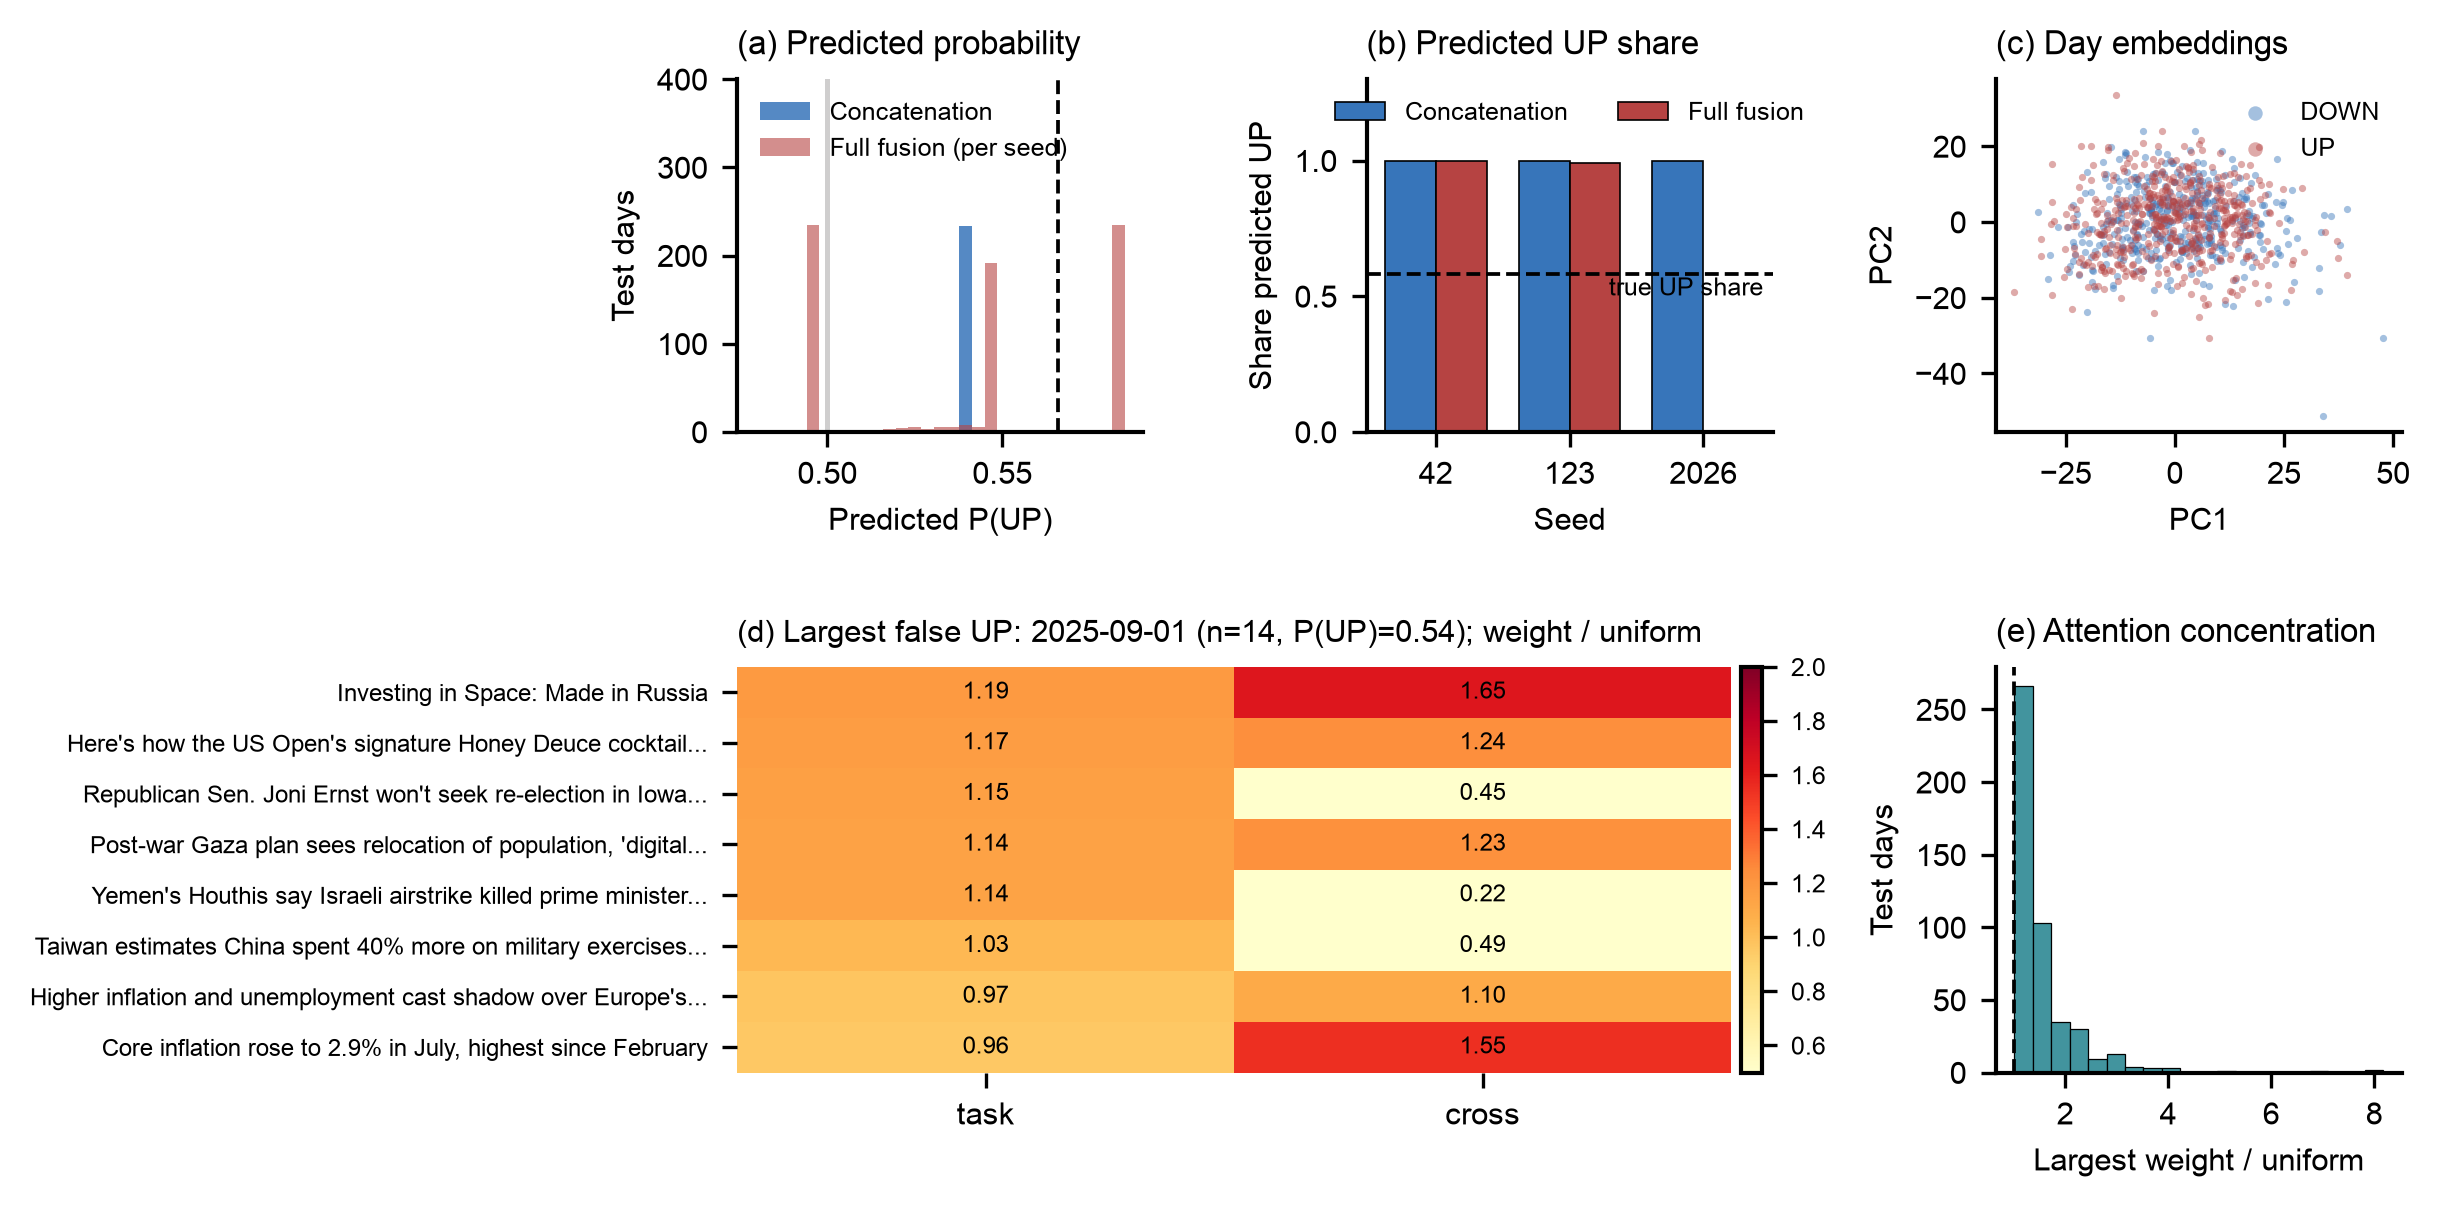 (a) Predicted probability
400
300
200
100
0
Test days
Concatenation
Full fusion (per seed)
0.50
0.55
Predicted P(UP)
(b) Predicted UP share
Concatenation
Full fusion
1.0
0.5
0.0
Share predicted UP
true UP share
42
123
2026
Seed
(c) Day embeddings
DOWN
UP
20
0
−20
−40
PC2
−25
0
25
50
PC1
(d) Largest false UP: 2025-09-01 (n=14, P(UP)=0.54); weight / uniform
Investing in Space: Made in Russia
1.19
1.65
Here's how the US Open's signature Honey Deuce cocktail...
1.17
1.24
Republican Sen. Joni Ernst won't seek re-election in Iowa...
1.15
0.45
Post-war Gaza plan sees relocation of population, 'digital...
1.14
1.23
Yemen's Houthis say Israeli airstrike killed prime minister...
1.14
0.22
Taiwan estimates China spent 40% more on military exercises...
1.03
0.49
Higher inflation and unemployment cast shadow over Europe's...
0.97
1.10
Core inflation rose to 2.9% in July, highest since February
0.96
1.55
task
cross
2.0
1.8
1.6
1.4
1.2
1.0
0.8
0.6
(e) Attention concentration
250
200
150
100
50
0
Test days
2
4
6
8
Largest weight / uniform